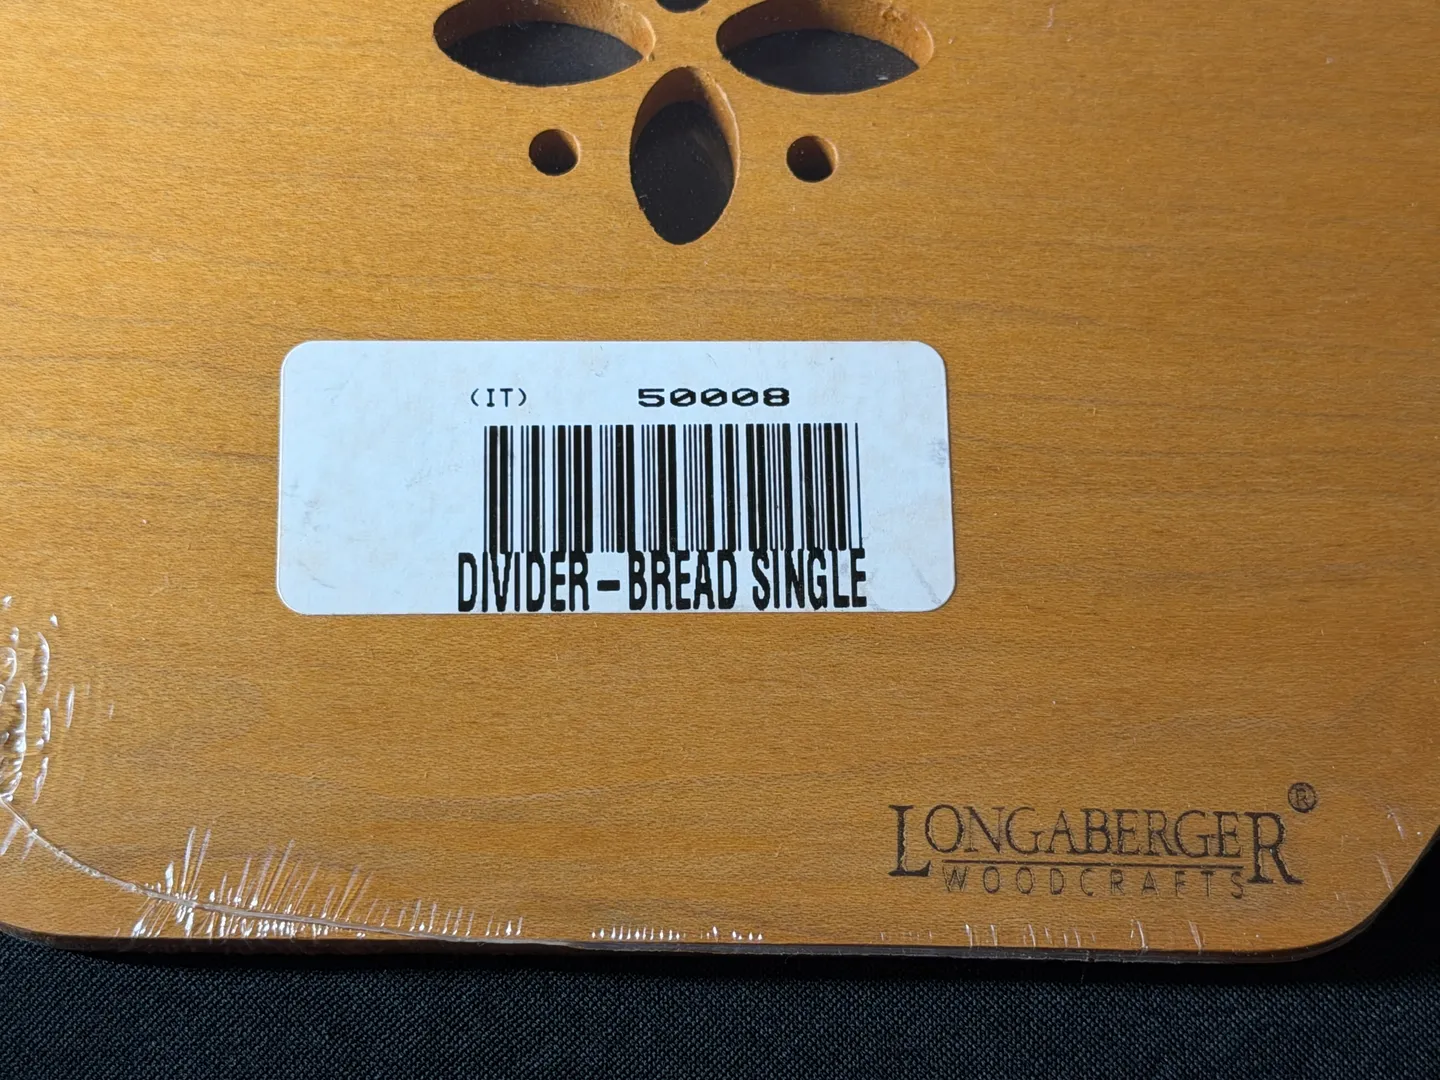 (IT) 50008
DIVIDER-BREAD SINGLE
LONGABERGER®
WOODCRAFTS